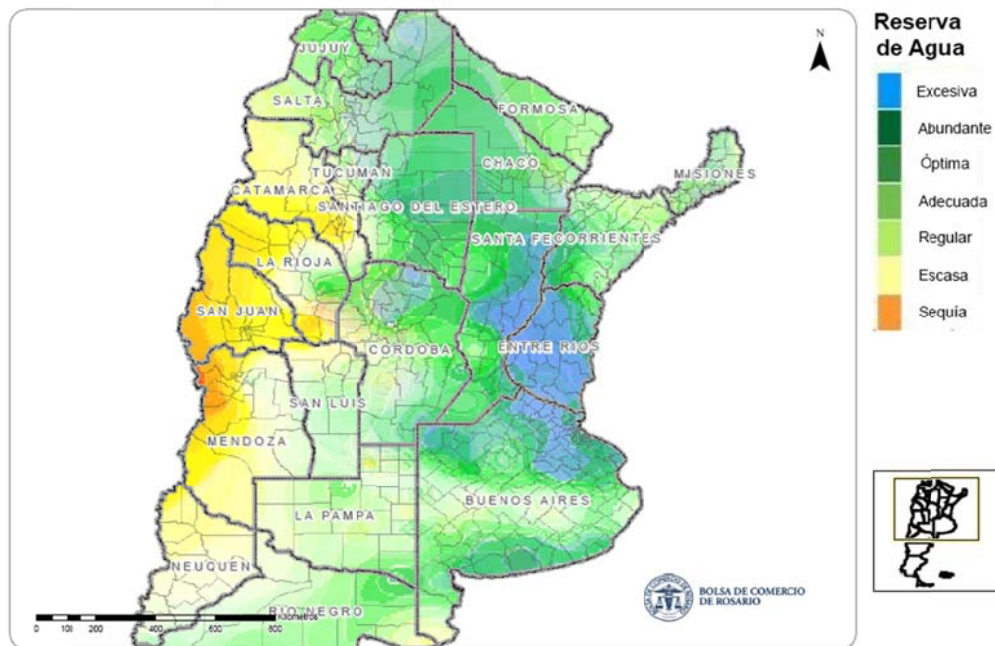 Reserva
de Agua
Excesiva
Abundante
Óptima
Adecuada
Regular
Escasa
Sequía
N
JUJUY
SALTA
FORMOSA
CHACO
MISIONES
TUCUMAN
CATAMARCA
SANTIAGO DEL ESTERO
SANTA FE
CORRIENTES
LA RIOJA
SAN JUAN
CÓRDOBA
ENTRE RIOS
SAN LUIS
MENDOZA
BUENOS AIRES
LA PAMPA
NEUQUEN
RIO NEGRO
BOLSA DE COMERCIO
DE ROSARIO
Kilometros
0 100 200 400 600 800